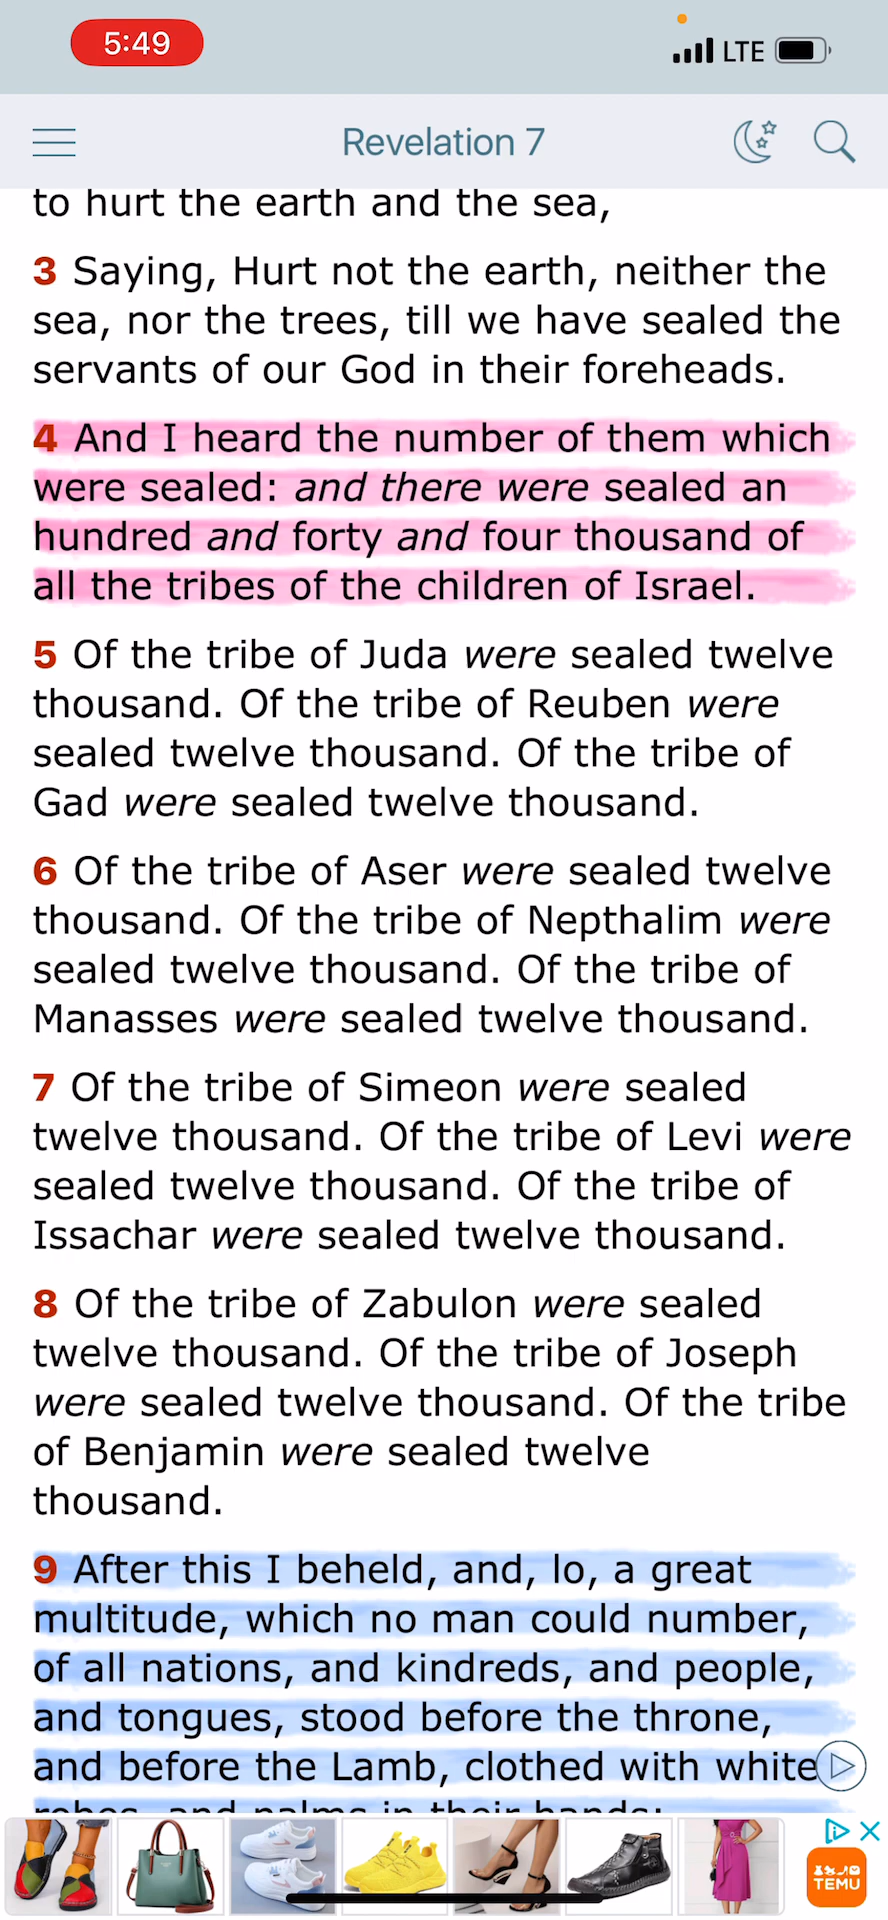 5:49
LTE
Revelation 7
to hurt the earth and the sea,
3 Saying, Hurt not the earth, neither the
sea, nor the trees, till we have sealed the
servants of our God in their foreheads.
4 And I heard the number of them which
were sealed: and there were sealed an
hundred and forty and four thousand of
all the tribes of the children of Israel.
5 Of the tribe of Juda were sealed twelve
thousand. Of the tribe of Reuben were
sealed twelve thousand. Of the tribe of
Gad were sealed twelve thousand.
6 Of the tribe of Aser were sealed twelve
thousand. Of the tribe of Nepthalim were
sealed twelve thousand. Of the tribe of
Manasses were sealed twelve thousand.
7 Of the tribe of Simeon were sealed
twelve thousand. Of the tribe of Levi were
sealed twelve thousand. Of the tribe of
Issachar were sealed twelve thousand.
8 Of the tribe of Zabulon were sealed
twelve thousand. Of the tribe of Joseph
were sealed twelve thousand. Of the tribe
of Benjamin were sealed twelve
thousand.
9 After this I beheld, and, lo, a great
multitude, which no man could number,
of all nations, and kindreds, and people,
and tongues, stood before the throne,
and before the Lamb, clothed with white
robes, and palms in their hands;
TEMU